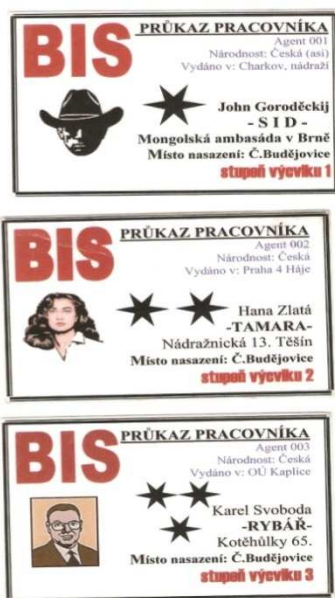 BIS
PRŮKAZ PRACOVNÍKA
Agent 001
Národnost: Česká (asi)
Vydáno v: Charkov, nádraží
John Goroděckij
- S I D -
Mongolská ambasáda v Brně
Místo nasazení: Č.Budějovice
stupeň výcviku 1
BIS
PRŮKAZ PRACOVNÍKA
Agent 002
Národnost: Česká
Vydáno v: Praha 4 Háje
Hana Zlatá
-TAMARA-
Nádražnická 13. Těšín
Místo nasazení: Č.Budějovice
stupeň výcviku 2
BIS
PRŮKAZ PRACOVNÍKA
Agent 003
Národnost: Česká
Vydáno v: OÚ Kaplice
Karel Svoboda
-RYBÁŘ-
Kotěhůlky 65.
Místo nasazení: Č.Budějovice
stupeň výcviku 3